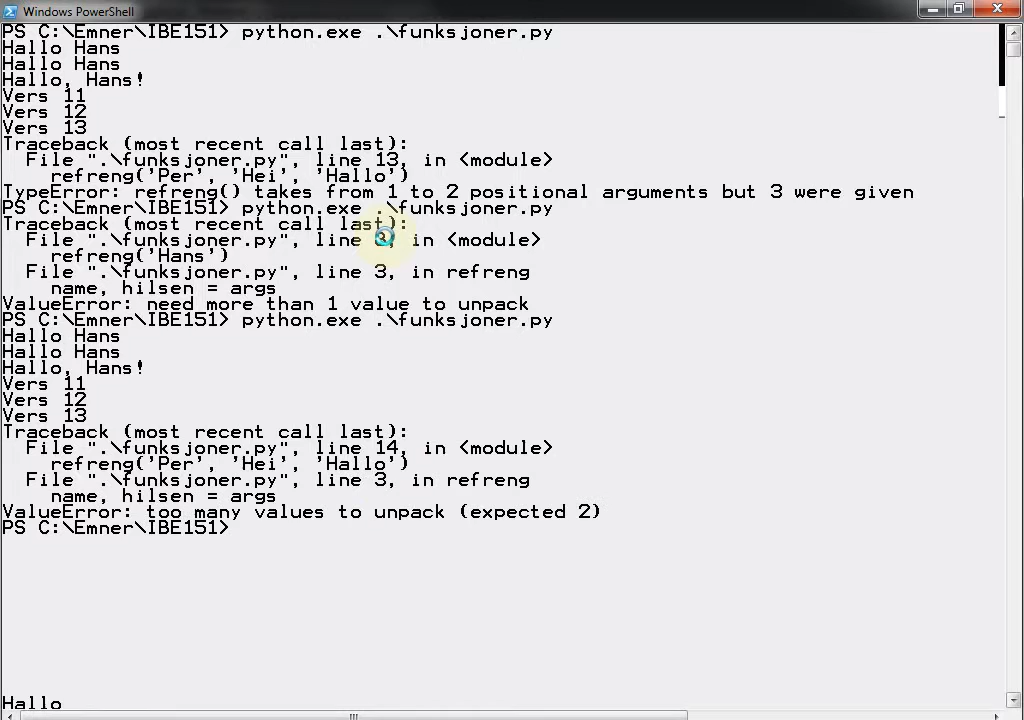 Windows PowerShell
PS C:\Emner\IBE151> python.exe .\funksjoner.py
Hallo Hans
Hallo Hans
Hallo, Hans!
Vers 11
Vers 12
Vers 13
Traceback (most recent call last):
  File ".\funksjoner.py", line 13, in <module>
    refreng('Per', 'Hei', 'Hallo')
TypeError: refreng() takes from 1 to 2 positional arguments but 3 were given
PS C:\Emner\IBE151> python.exe .\funksjoner.py
Traceback (most recent call last):
  File ".\funksjoner.py", line in <module>
    refreng('Hans')
  File ".\funksjoner.py", line 3, in refreng
    name, hilsen = args
ValueError: need more than 1 value to unpack
PS C:\Emner\IBE151> python.exe .\funksjoner.py
Hallo Hans
Hallo Hans
Hallo, Hans!
Vers 11
Vers 12
Vers 13
Traceback (most recent call last):
  File ".\funksjoner.py", line 14, in <module>
    refreng('Per', 'Hei', 'Hallo')
  File ".\funksjoner.py", line 3, in refreng
    name, hilsen = args
ValueError: too many values to unpack (expected 2)
PS C:\Emner\IBE151>
Hallo